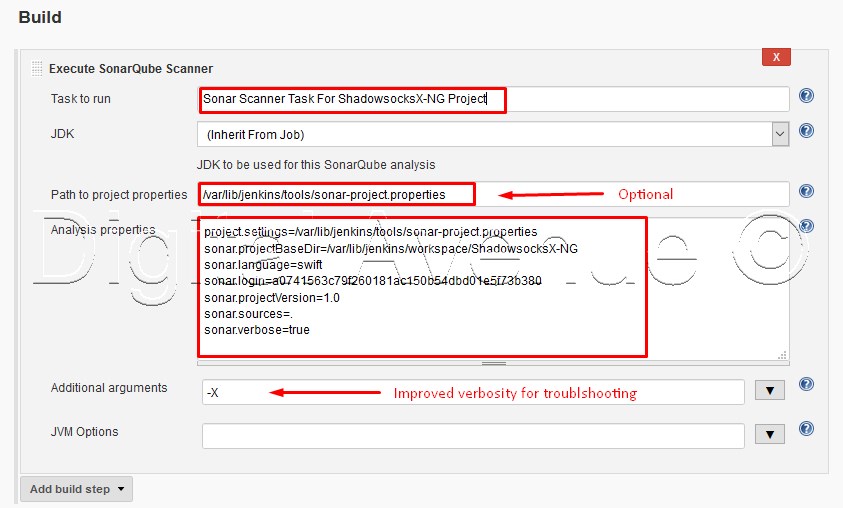 Build
Execute SonarQube Scanner
X
Task to run
Sonar Scanner Task For ShadowsocksX-NG Project
JDK
(Inherit From Job)
JDK to be used for this SonarQube analysis
Path to project properties
/var/lib/jenkins/tools/sonar-project.properties
Optional
Analysis properties
project.settings=/var/lib/jenkins/tools/sonar-project.properties
sonar.projectBaseDir=/var/lib/jenkins/workspace/ShadowsocksX-NG
sonar.language=swift
sonar.login=a0741563c79f260181ac150b54dbd01e5f73b380
sonar.projectVersion=1.0
sonar.sources=.
sonar.verbose=true
Digital Avenue ©
Additional arguments
-X
Improved verbosity for troublshooting
JVM Options
Add build step